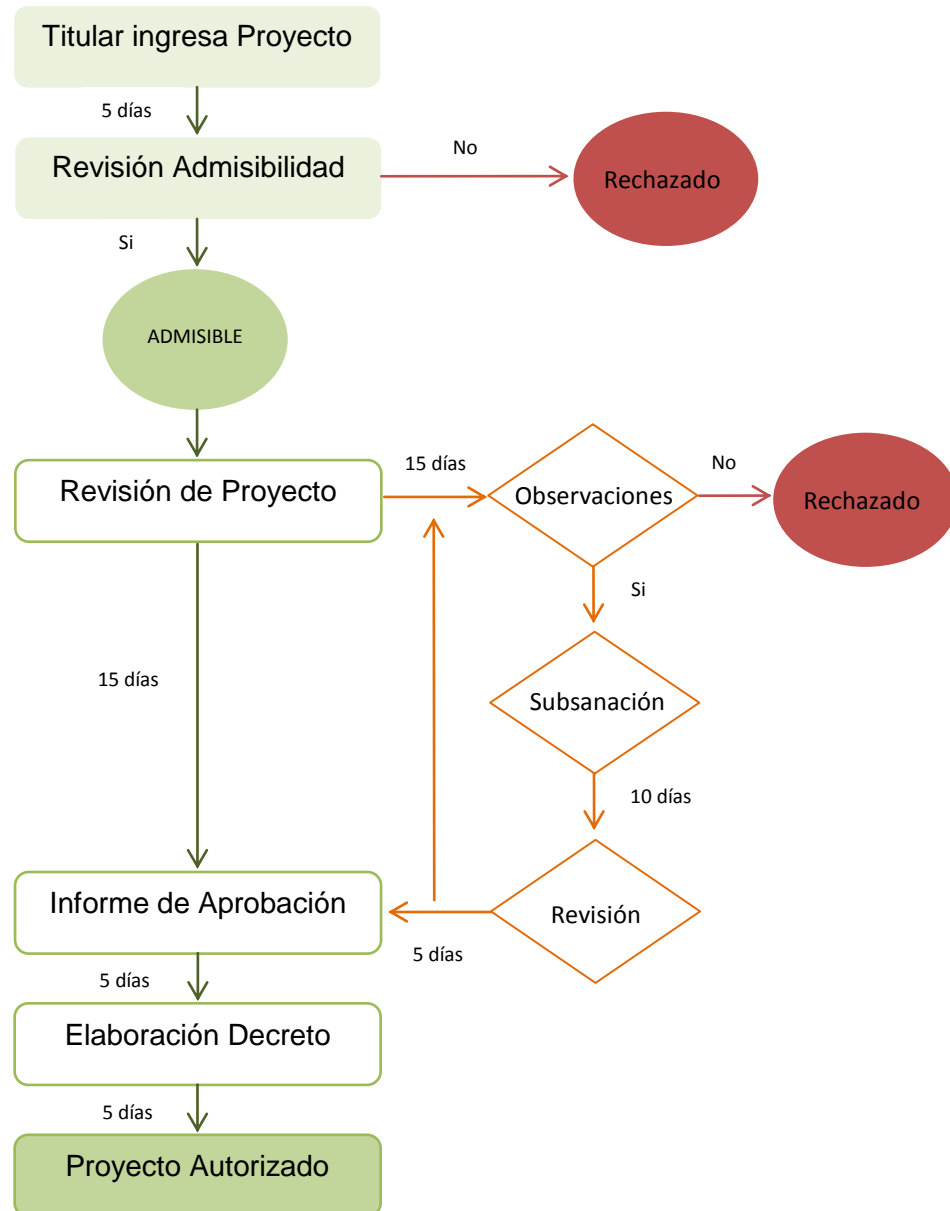 Titular ingresa Proyecto
5 días
Revisión Admisibilidad
No
Rechazado
Si
ADMISIBLE
Revisión de Proyecto
15 días
Observaciones
No
Rechazado
Si
15 días
Subsanación
10 días
Informe de Aprobación
5 días
Revisión
5 días
Elaboración Decreto
5 días
Proyecto Autorizado